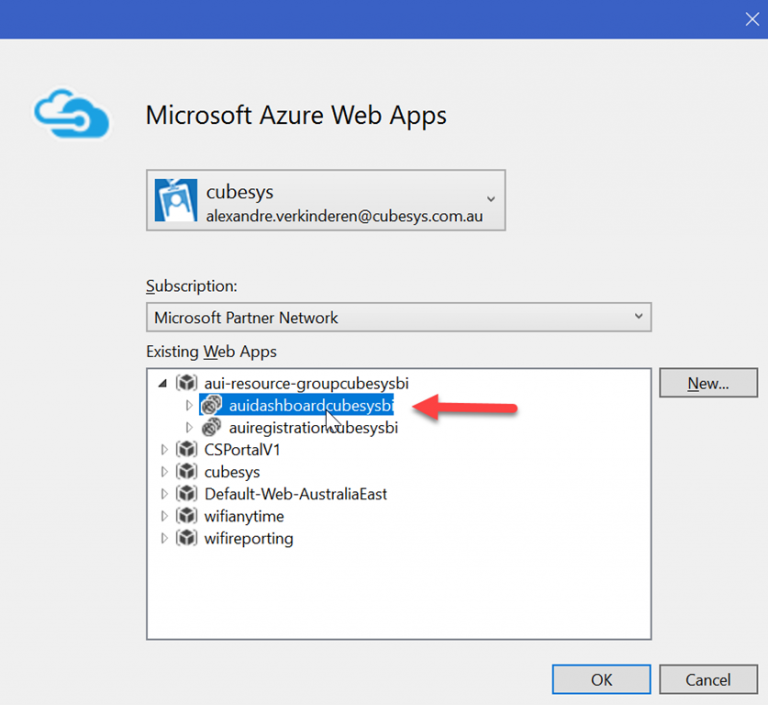 Microsoft Azure Web Apps
cubesys
alexandre.verkinderen@cubesys.com.au
Subscription:
Microsoft Partner Network
Existing Web Apps
aui-resource-groupcubesysbi
New...
auidashboardcubesysbi
auiregistrationcubesysbi
CSPortalV1
cubesys
Default-Web-AustraliaEast
wifianytime
wifireporting
OK
Cancel